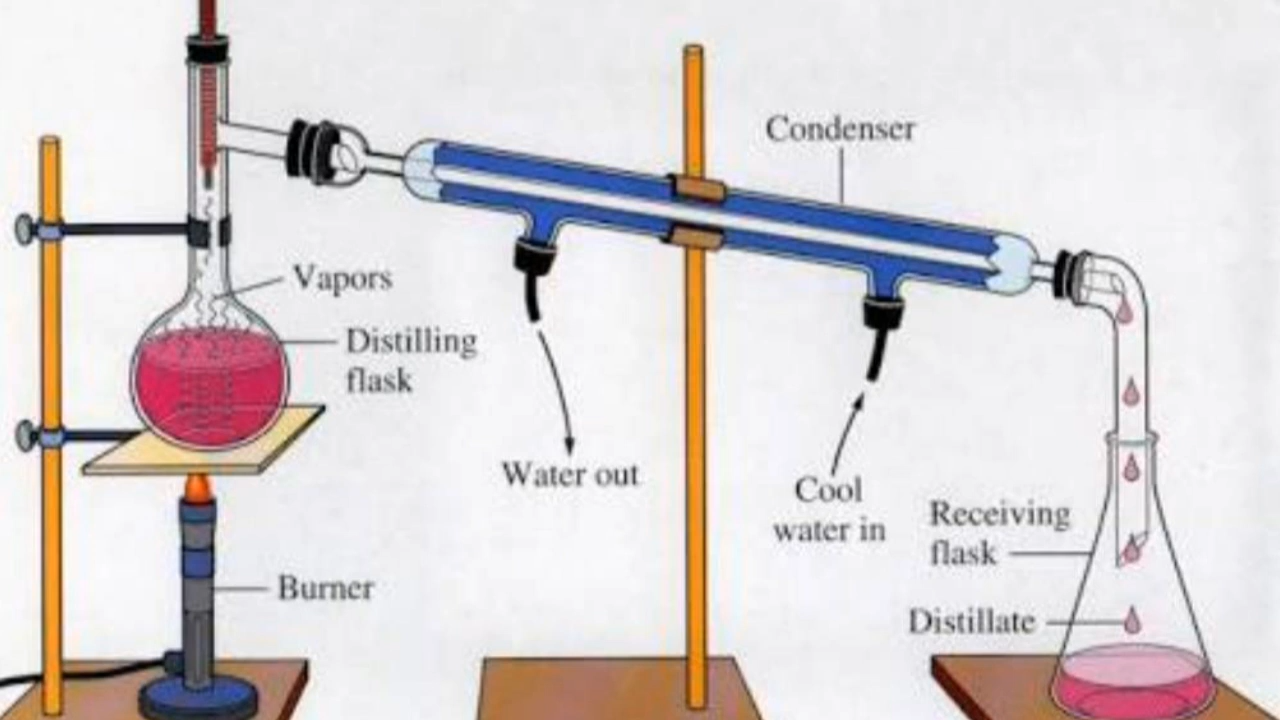 Condenser
Vapors
Distilling
flask
Water out
Cool
water in
Receiving
flask
Burner
Distillate